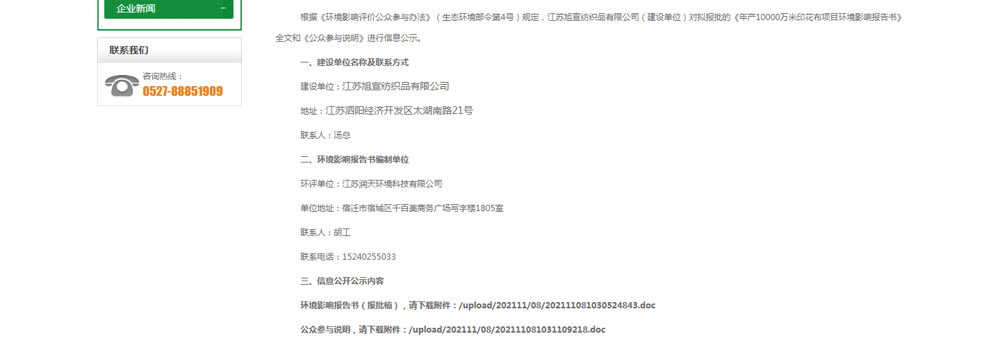 企业新闻
联系我们
咨询热线：
0527-88851909
根据《环境影响评价公众参与办法》（生态环境部令第4号）规定，江苏旭宣纺织品有限公司（建设单位）对拟报批的《年产10000万米印花布项目环境影响报告书》
全文和《公众参与说明》进行信息公示。
一、建设单位名称及联系方式
建设单位：江苏旭宣纺织品有限公司
地址：江苏泗阳经济开发区太湖南路21号
联系人：汤总
二、环境影响报告书编制单位
环评单位：江苏润天环境科技有限公司
单位地址：宿迁市宿城区千百美商务广场写字楼1805室
联系人：胡工
联系电话：15240255033
三、信息公开公示内容
环境影响报告书（报批稿），请下载附件：/upload/202111/08/202111081030524843.doc
公众参与说明，请下载附件：/upload/202111/08/202111081031109218.doc